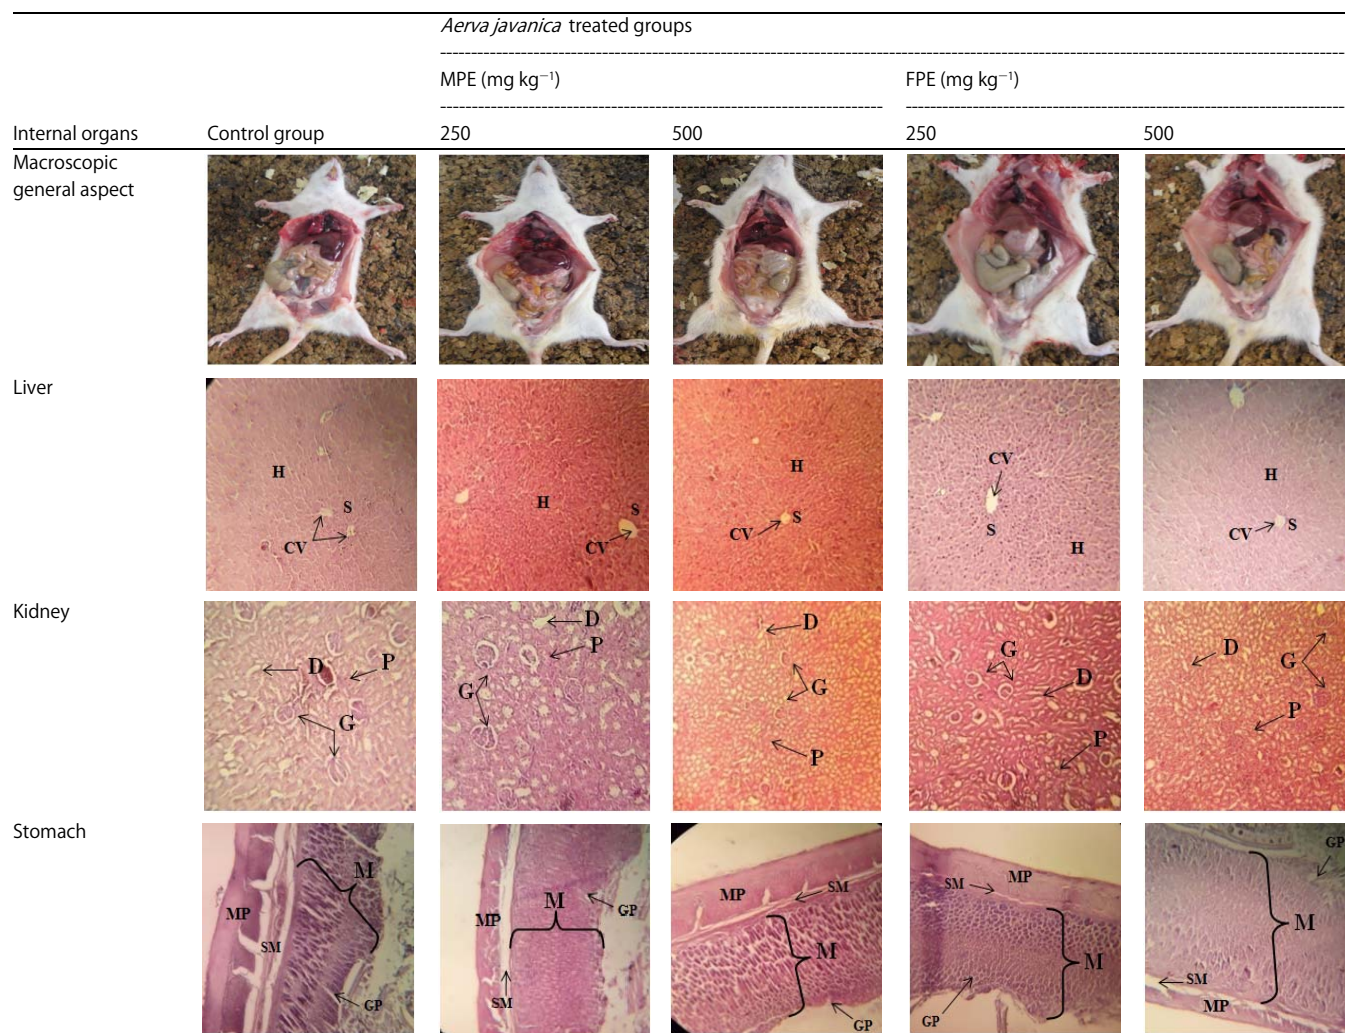 Aerva javanica treated groups
MPE (mg kg⁻¹) FPE (mg kg⁻¹)
Internal organs Control group 250 500 250 500
Macroscopic
general aspect
Liver
H S CV
H S CV
H S CV
CV S H
H S CV
Kidney
D P G
D P G
D G P
G D P
D G P
Stomach
M MP SM GP
M GP MP SM
MP SM M GP
SM MP M GP
GP M SM MP